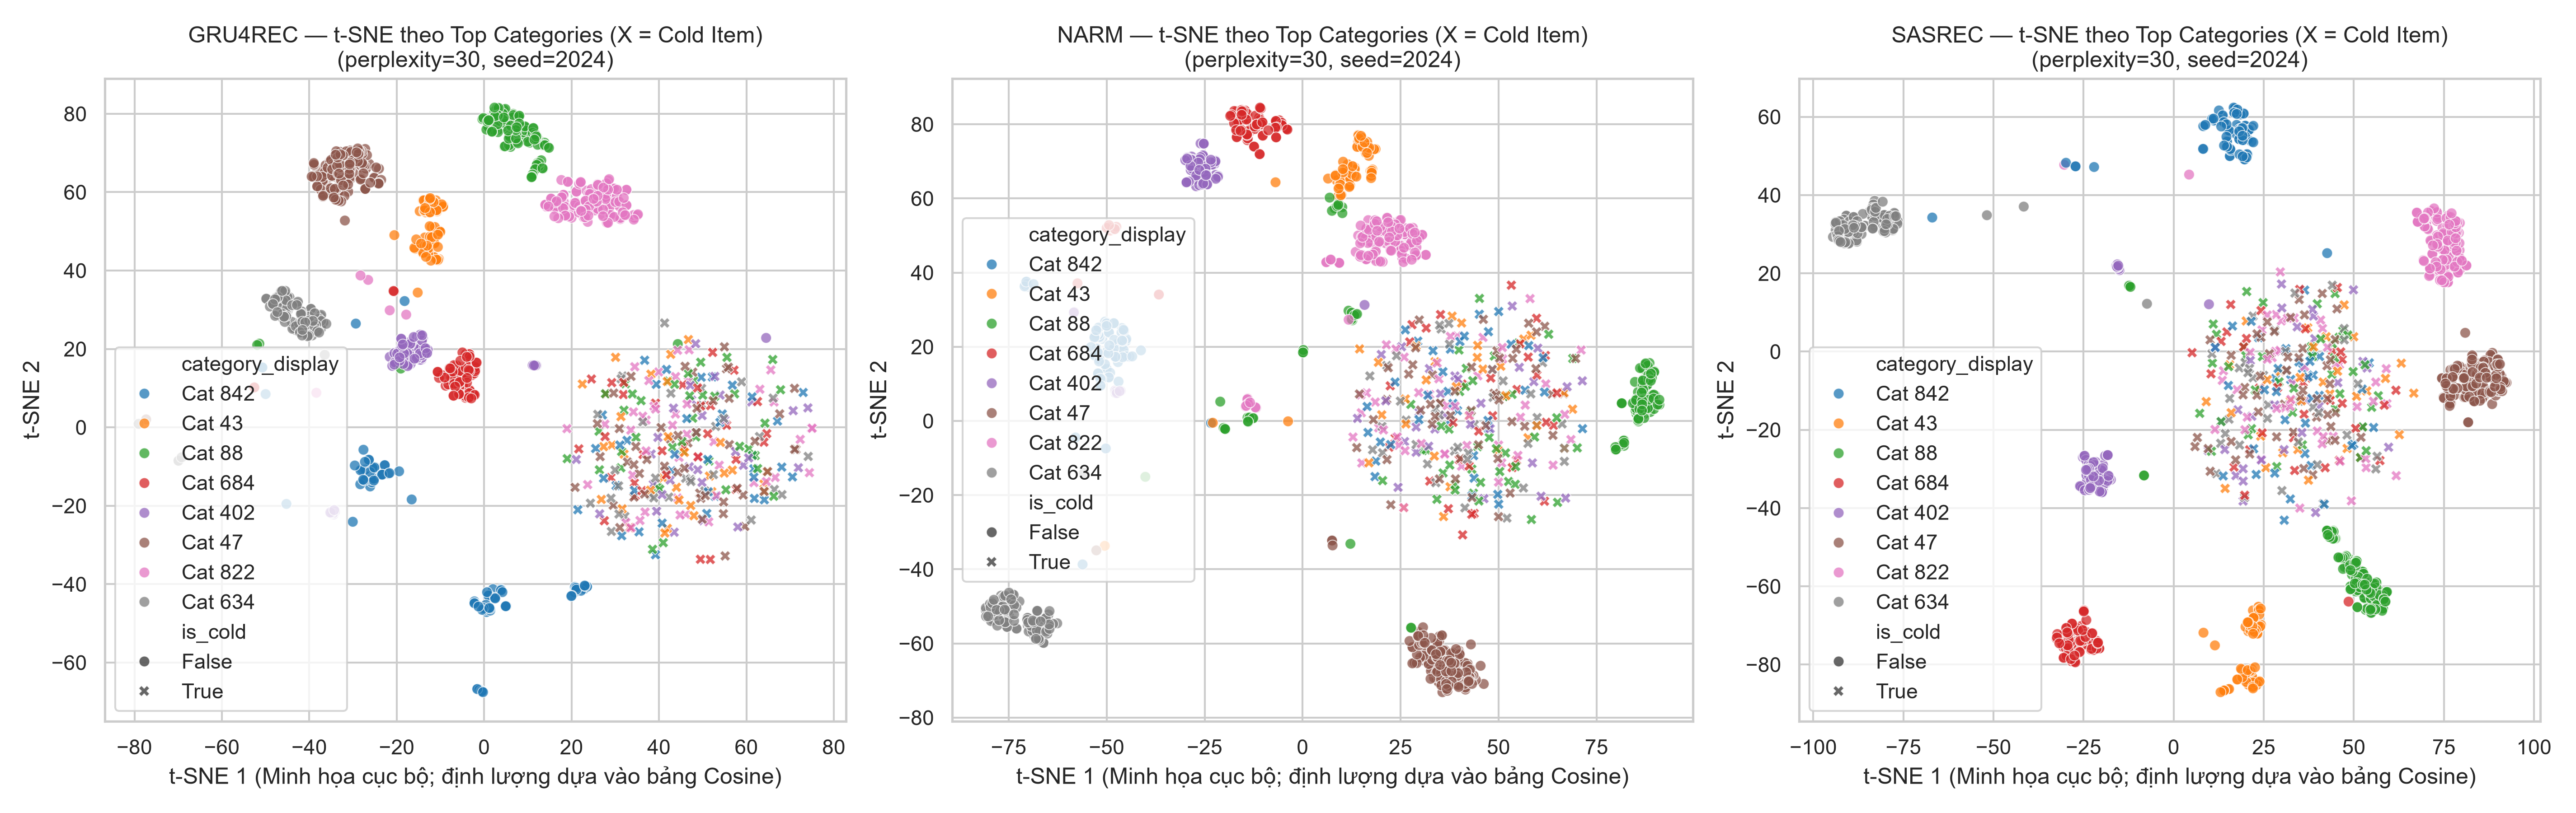 GRU4REC — t-SNE theo Top Categories (X = Cold Item)
(perplexity=30, seed=2024)
80
60
40
20
0
−20
−40
−60
t-SNE 2
category_display
Cat 842
Cat 43
Cat 88
Cat 684
Cat 402
Cat 47
Cat 822
Cat 634
is_cold
False
True
−80 −60 −40 −20 0 20 40 60 80
t-SNE 1 (Minh họa cục bộ; định lượng dựa vào bảng Cosine)
NARM — t-SNE theo Top Categories (X = Cold Item)
(perplexity=30, seed=2024)
80
60
40
20
0
−20
−40
−60
−80
t-SNE 2
category_display
Cat 842
Cat 43
Cat 88
Cat 684
Cat 402
Cat 47
Cat 822
Cat 634
is_cold
False
True
−75 −50 −25 0 25 50 75
t-SNE 1 (Minh họa cục bộ; định lượng dựa vào bảng Cosine)
SASREC — t-SNE theo Top Categories (X = Cold Item)
(perplexity=30, seed=2024)
60
40
20
0
−20
−40
−60
−80
t-SNE 2
category_display
Cat 842
Cat 43
Cat 88
Cat 684
Cat 402
Cat 47
Cat 822
Cat 634
is_cold
False
True
−100 −75 −50 −25 0 25 50 75 100
t-SNE 1 (Minh họa cục bộ; định lượng dựa vào bảng Cosine)